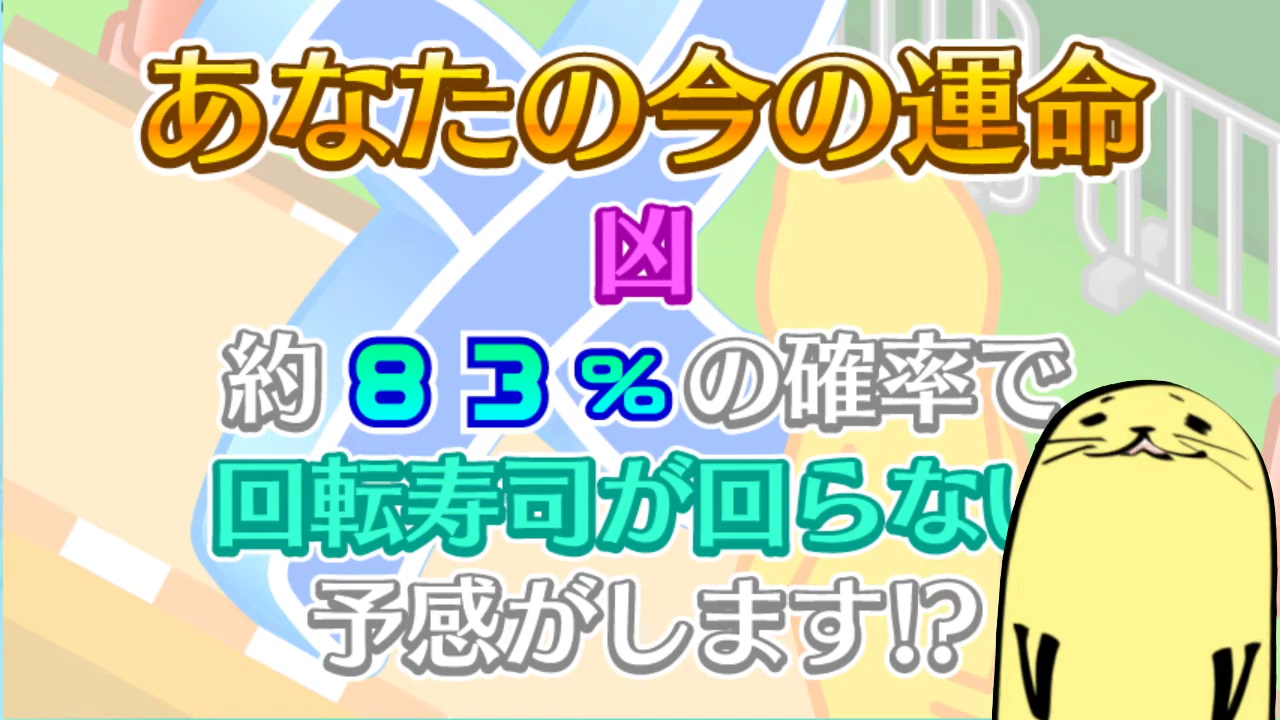 あなたの今の運命
凶
約８３％の確率で
回転寿司が回らない
予感がします!?